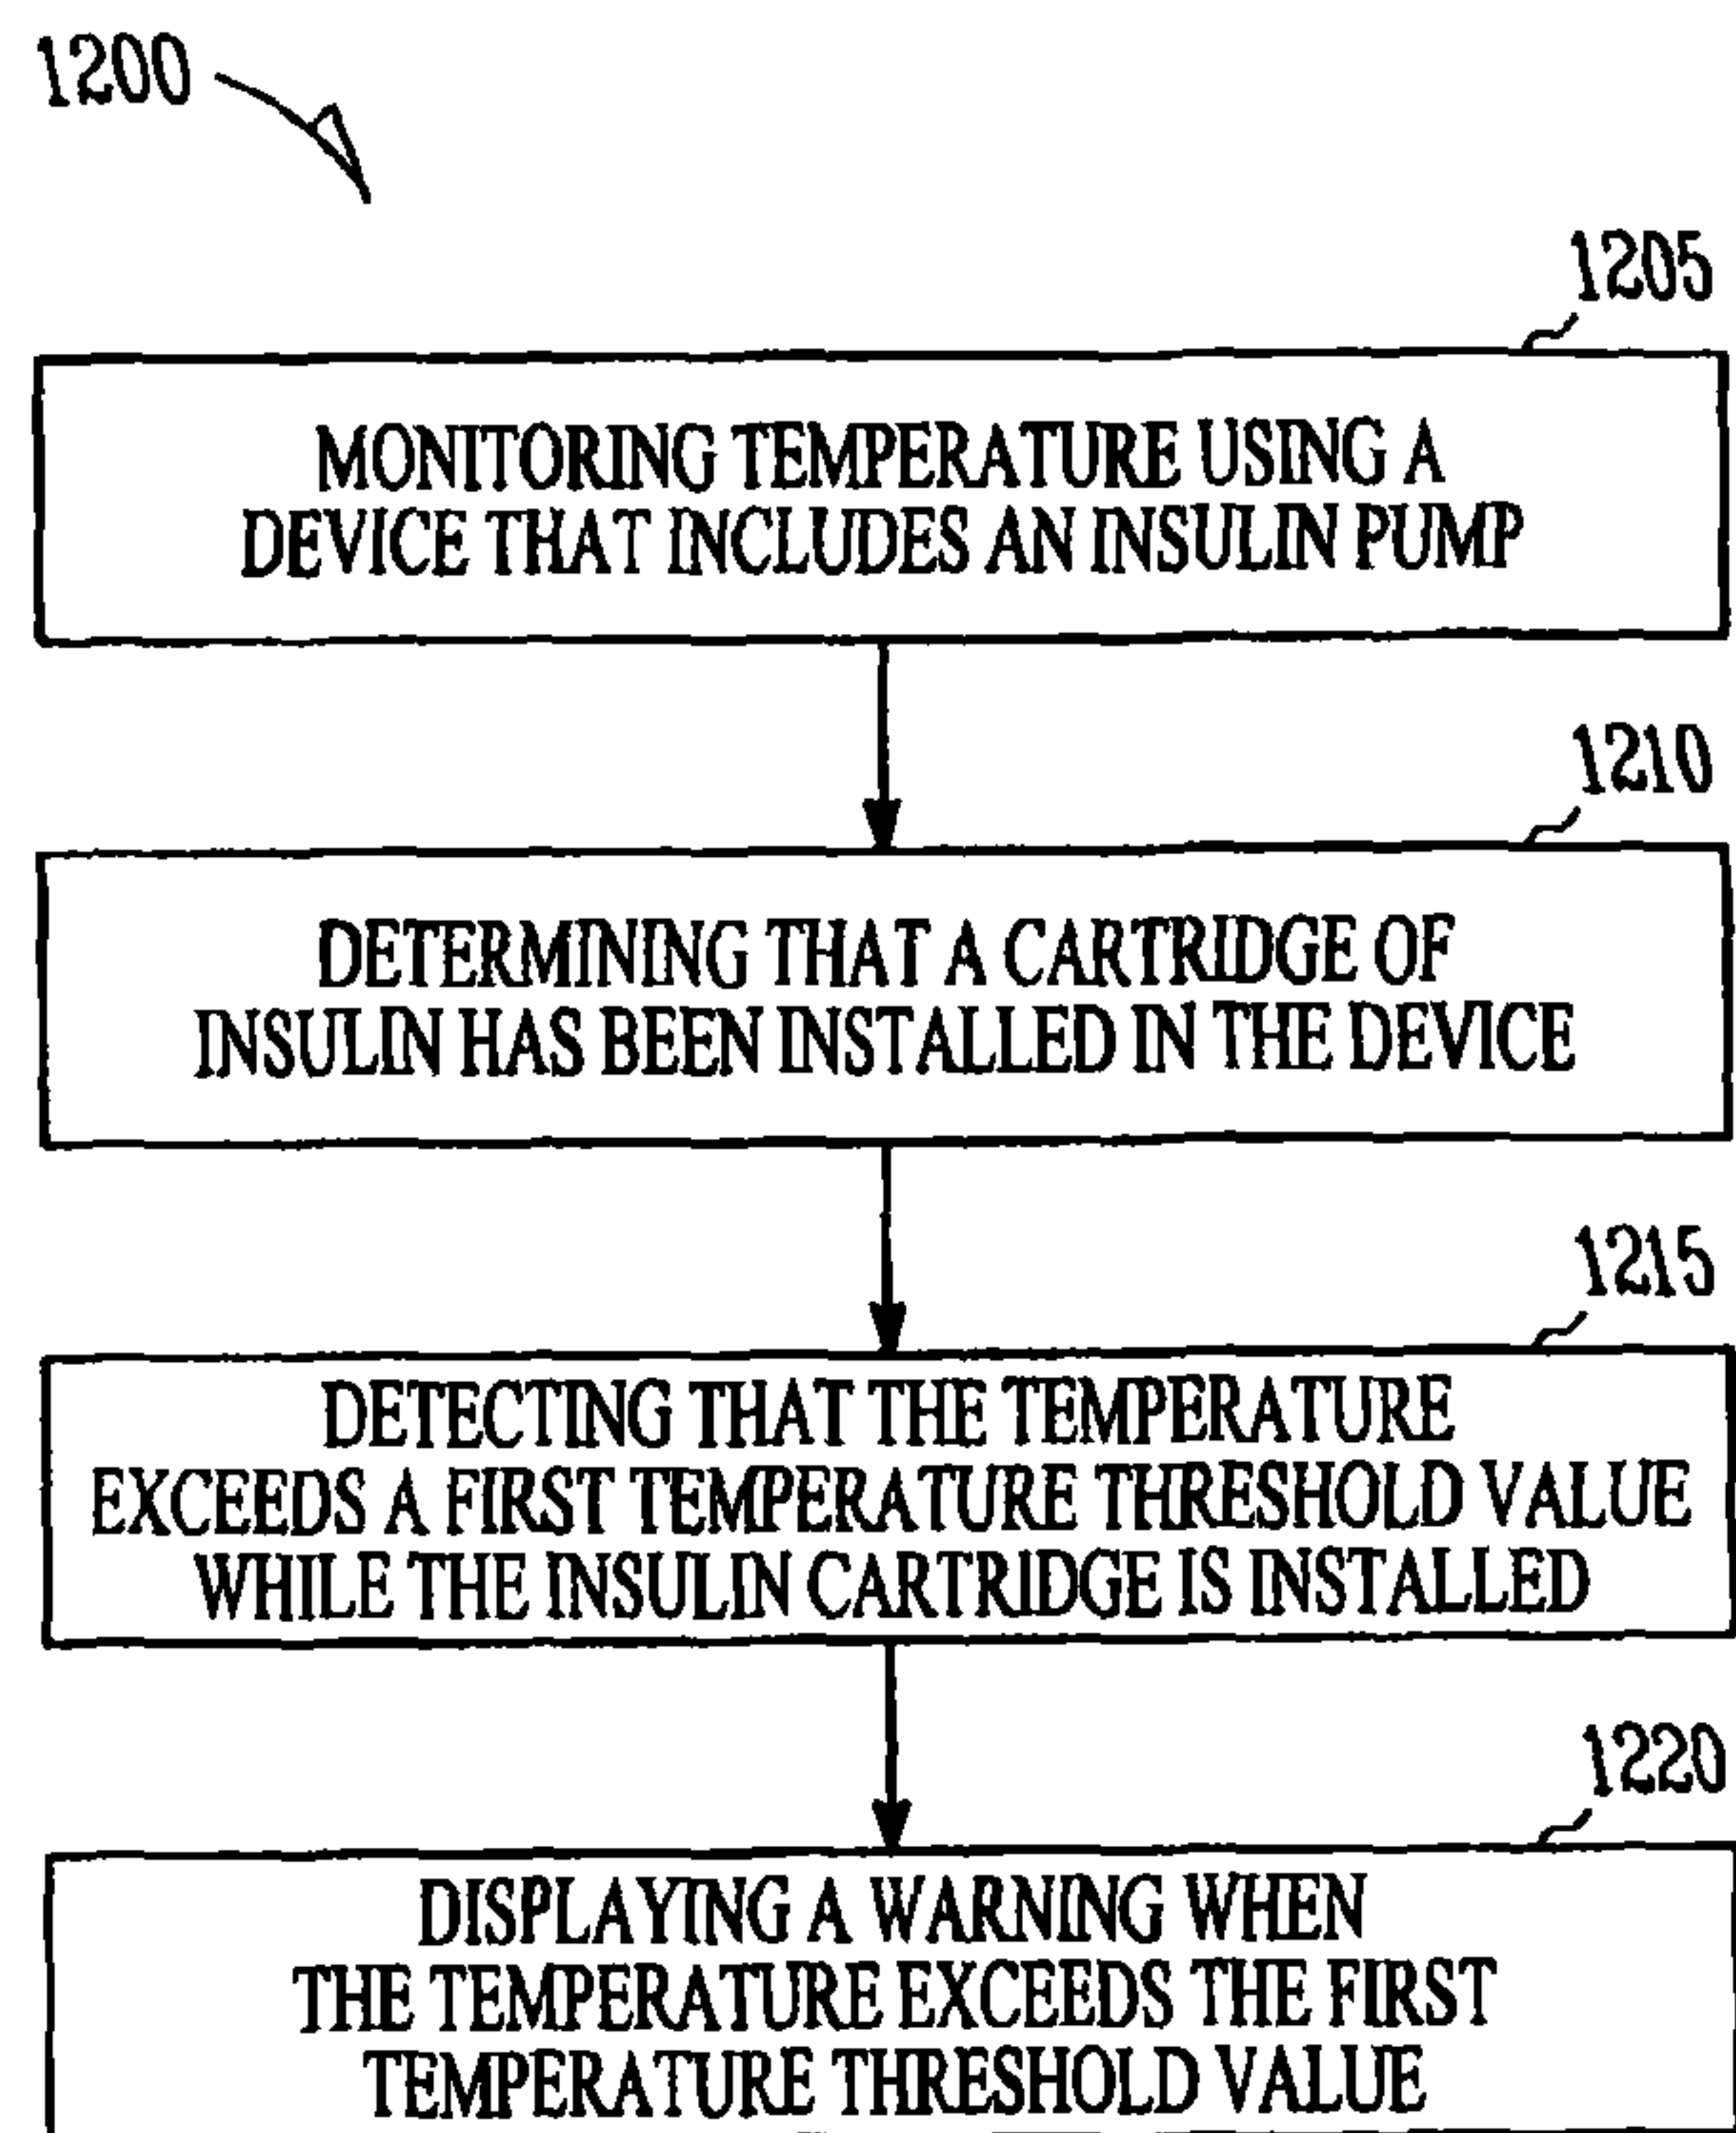 1200
1205
MONITORING TEMPERATURE USING A
DEVICE THAT INCLUDES AN INSULIN PUMP
1210
DETERMINING THAT A CARTRIDGE OF
INSULIN HAS BEEN INSTALLED IN THE DEVICE
1215
DETECTING THAT THE TEMPERATURE
EXCEEDS A FIRST TEMPERATURE THRESHOLD VALUE
WHILE THE INSULIN CARTRIDGE IS INSTALLED
1220
DISPLAYING A WARNING WHEN
THE TEMPERATURE EXCEEDS THE FIRST
TEMPERATURE THRESHOLD VALUE